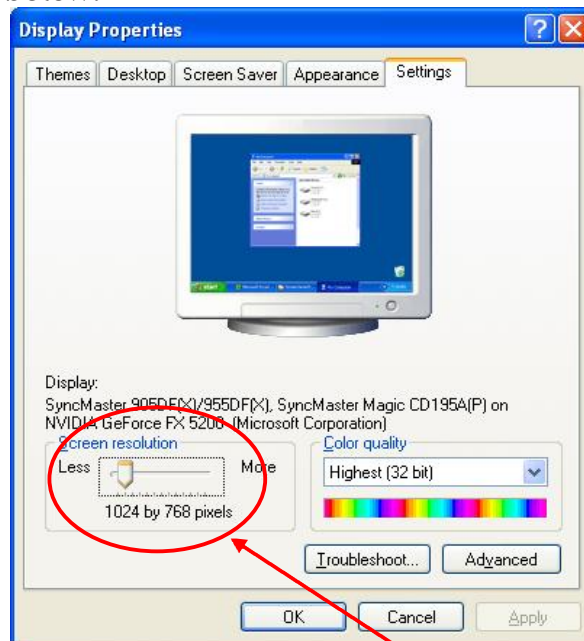 Display Properties
Themes Desktop Screen Saver Appearance Settings
Display:
SyncMaster 905DF(X)/955DF(X), SyncMaster Magic CD195A(P) on
NVIDIA GeForce FX 5200 (Microsoft Corporation)
Screen resolution
Less More
1024 by 768 pixels
Color quality
Highest (32 bit)
Troubleshoot... Advanced
OK Cancel Apply